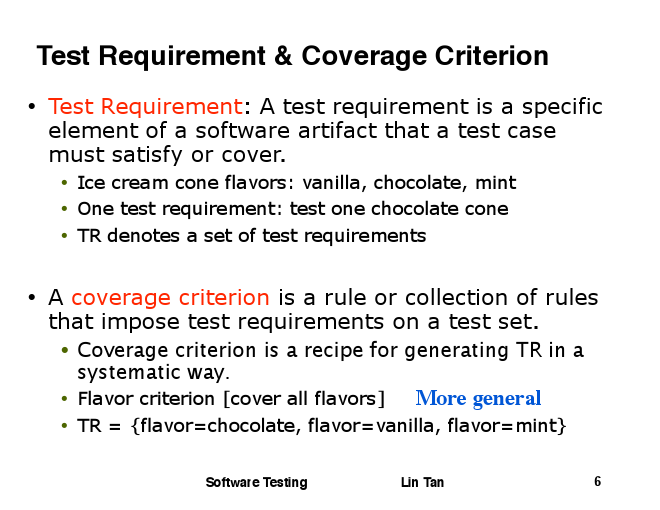 Test Requirement & Coverage Criterion
• Test Requirement: A test requirement is a specific
element of a software artifact that a test case
must satisfy or cover.
• Ice cream cone flavors: vanilla, chocolate, mint
• One test requirement: test one chocolate cone
• TR denotes a set of test requirements
• A coverage criterion is a rule or collection of rules
that impose test requirements on a test set.
• Coverage criterion is a recipe for generating TR in a
systematic way.
• Flavor criterion [cover all flavors] More general
• TR = {flavor=chocolate, flavor=vanilla, flavor=mint}
Software Testing Lin Tan 6